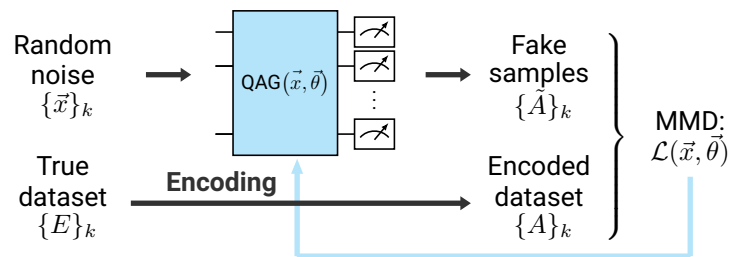 Random
noise
{x⃗}ₖ
QAG(x⃗, θ⃗)
⋮
Fake
samples
{Ã}ₖ
MMD:
ℒ(x⃗, θ⃗)
True
dataset
{E}ₖ
Encoding
Encoded
dataset
{A}ₖ